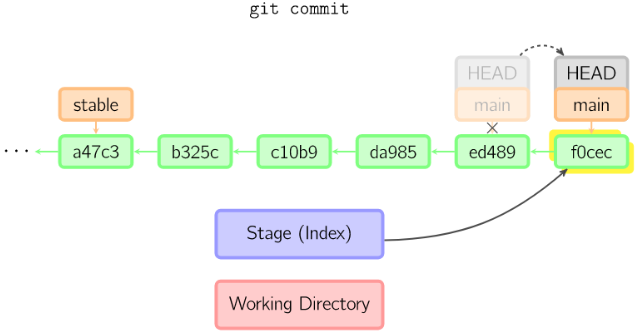 git commit
HEAD HEAD
stable main main
··· a47c3 b325c c10b9 da985 ed489 f0cec
Stage (Index)
Working Directory